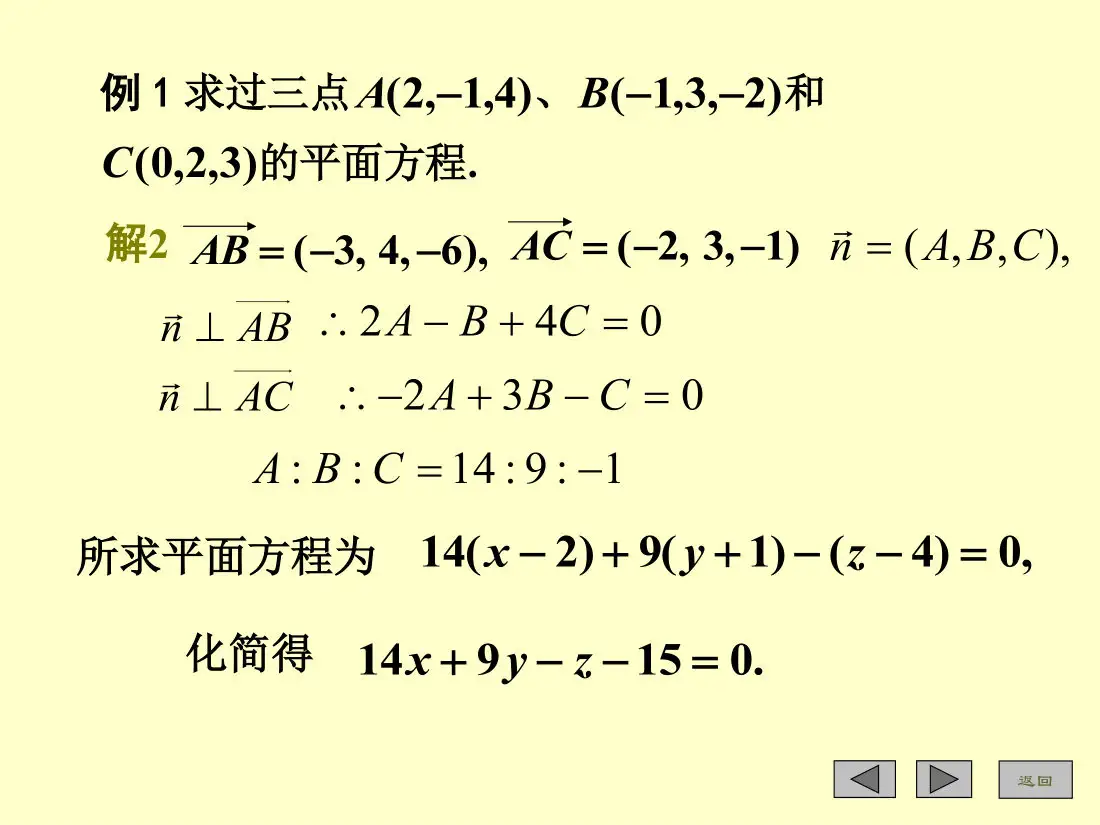 例 1 求过三点 A(2,−1,4)、B(−1,3,−2)和
C(0,2,3)的平面方程.
解2 AB = (−3, 4,−6), AC = (−2, 3,−1) n⃗ = (A,B,C),
n⃗ ⊥ AB ∴ 2A − B + 4C = 0
n⃗ ⊥ AC ∴ −2A + 3B − C = 0
A : B : C = 14 : 9 : −1
所求平面方程为 14(x − 2) + 9(y + 1) − (z − 4) = 0,
化简得 14x + 9y − z − 15 = 0.
返回